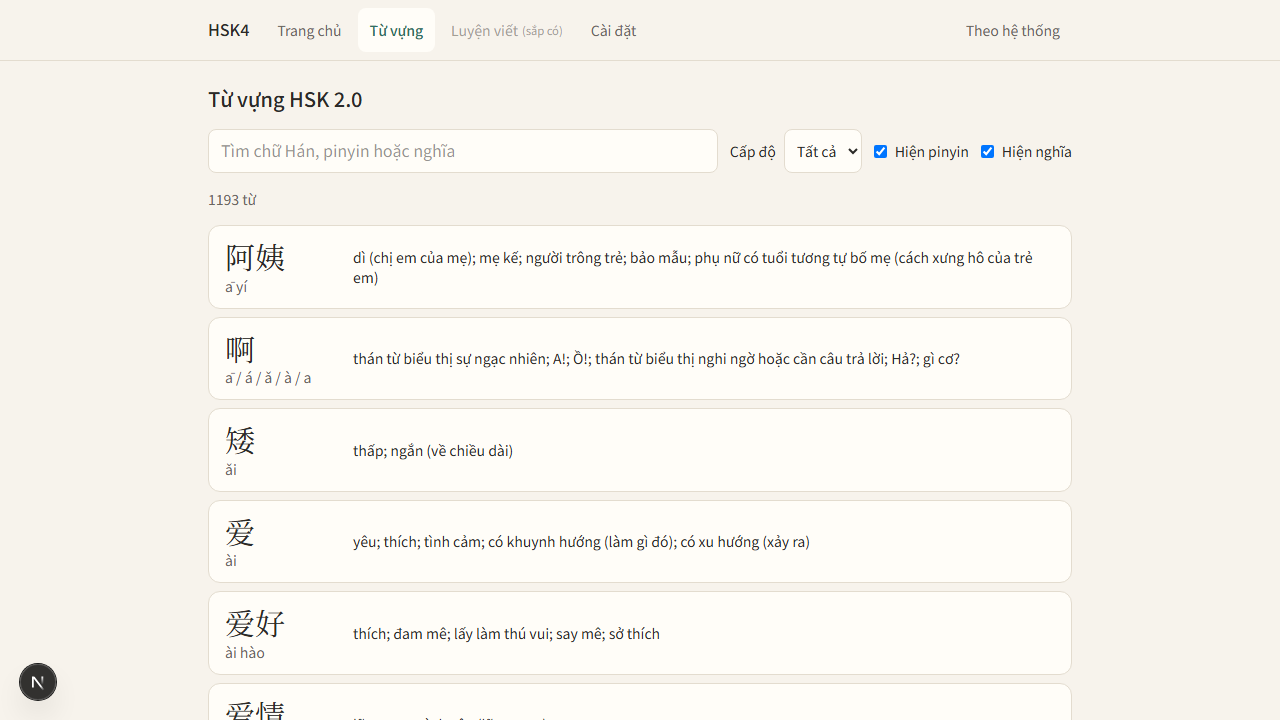 HSK4 Trang chủ Từ vựng Luyện viết (sắp có) Cài đặt Theo hệ thống
Từ vựng HSK 2.0
Tìm chữ Hán, pinyin hoặc nghĩa Cấp độ Tất cả Hiện pinyin Hiện nghĩa
1193 từ
阿姨
āyí
dì (chị em của mẹ); mẹ kế; người trông trẻ; bảo mẫu; phụ nữ có tuổi tương tự bố mẹ (cách xưng hô của trẻ
em)
啊
ā / á / ǎ / à / a
thán từ biểu thị sự ngạc nhiên; A!; Ồ!; thán từ biểu thị nghi ngờ hoặc cần câu trả lời; Hả?; gì cơ?
矮
ǎi
thấp; ngắn (về chiều dài)
爱
ài
yêu; thích; tình cảm; có khuynh hướng (làm gì đó); có xu hướng (xảy ra)
爱好
ài hào
thích; đam mê; lấy làm thú vui; say mê; sở thích
爱情
N